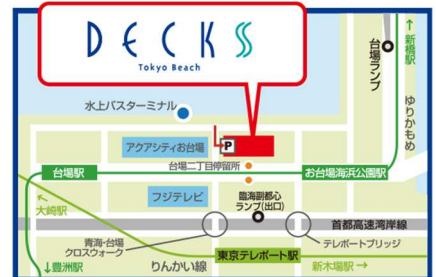 DECKS
Tokyo Beach
↑新橋駅
台場ランプ
ゆりかもめ
水上バスターミナル
P
アクアシティお台場
台場二丁目停留所
台場駅
お台場海浜公園駅
フジテレビ
臨海副都心
ランプ(出口)
大崎駅
首都高速湾岸線
青海・台場
クロスウォーク
テレポートブリッジ
東京テレポート駅
↓豊洲駅
りんかい線
新木場駅→